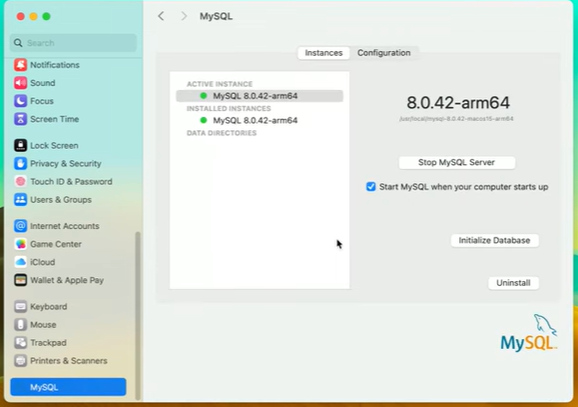 MySQL
Search
Notifications
Sound
Focus
Screen Time
Lock Screen
Privacy & Security
Touch ID & Password
Users & Groups
Internet Accounts
Game Center
iCloud
Wallet & Apple Pay
Keyboard
Mouse
Trackpad
Printers & Scanners
MySQL
Instances
Configuration
ACTIVE INSTANCE
MySQL 8.0.42-arm64
INSTALLED INSTANCES
MySQL 8.0.42-arm64
DATA DIRECTORIES
8.0.42-arm64
/usr/local/mysql-8.0.42-macos15-arm64
Stop MySQL Server
Start MySQL when your computer starts up
Initialize Database
Uninstall
MySQL